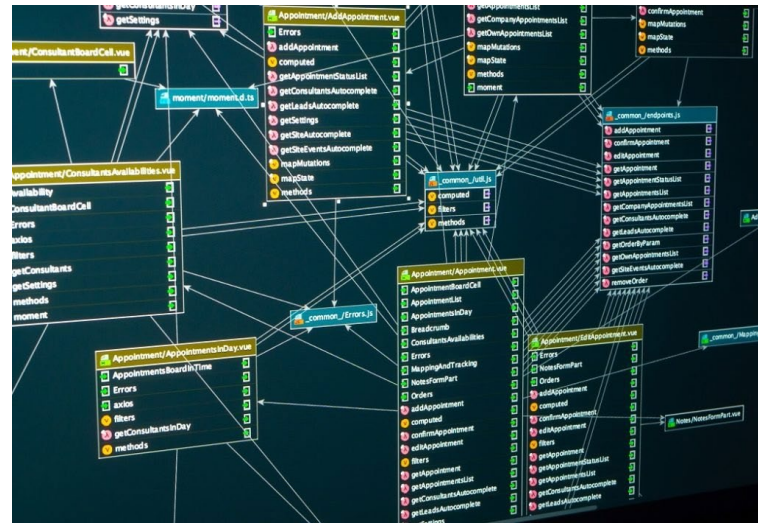 getConsultantsInDay
getSettings
ent/ConsultantBoardCell.vue
moment/moment.d.ts
Appointment/AddAppointment.vue
Errors
addAppointment
computed
getAppointmentStatusList
getConsultantsAutocomplete
getLeadsAutocomplete
getSettings
getSiteAutocomplete
getSiteEventsAutocomplete
mapMutations
mapState
methods
getAppointmentsList
getCompanyAppointmentsList
getOwnAppointmentsList
mapMutations
mapState
methods
moment
confirmAppointment
mapMutations
mapState
methods
_common_/endpoints.js
addAppointment
confirmAppointment
editAppointment
getAppointment
getAppointmentStatusList
getAppointmentsList
getCompanyAppointmentsList
getConsultantsAutocomplete
getLeadsAutocomplete
getOrderByParam
getOwnAppointmentsList
getSiteEventsAutocomplete
removeOrder
_common_/util.js
computed
filters
methods
Appointment/ConsultantsAvailabilities.vue
vailability
ConsultantBoardCell
Errors
axios
filters
getConsultants
getSettings
methods
moment
_common_/Errors.js
Appointment/AppointmentsInDay.vue
AppointmentsBoardInTime
Errors
axios
filters
getConsultantsInDay
methods
Appointment/Appointment.vue
AppointmentBoardCell
AppointmentList
AppointmentsInDay
Breadcrumb
ConsultantsAvailabilities
Errors
MappingAndTracking
NotesFormPart
Orders
addAppointment
computed
confirmAppointment
editAppointment
filters
getAppointment
getAppointmentsList
getConsultantsAutocomplete
getLeadsAutocomplete
Appointment/EditAppointment.vue
Errors
NotesFormPart
Orders
addAppointment
computed
confirmAppointment
editAppointment
filters
getAppointment
getAppointmentStatusList
getAppointmentsList
getConsultantsAutocomplete
getLeadsAutocomplete
Ad
_common_/Mapping
Notes/NotesFormPart.vue